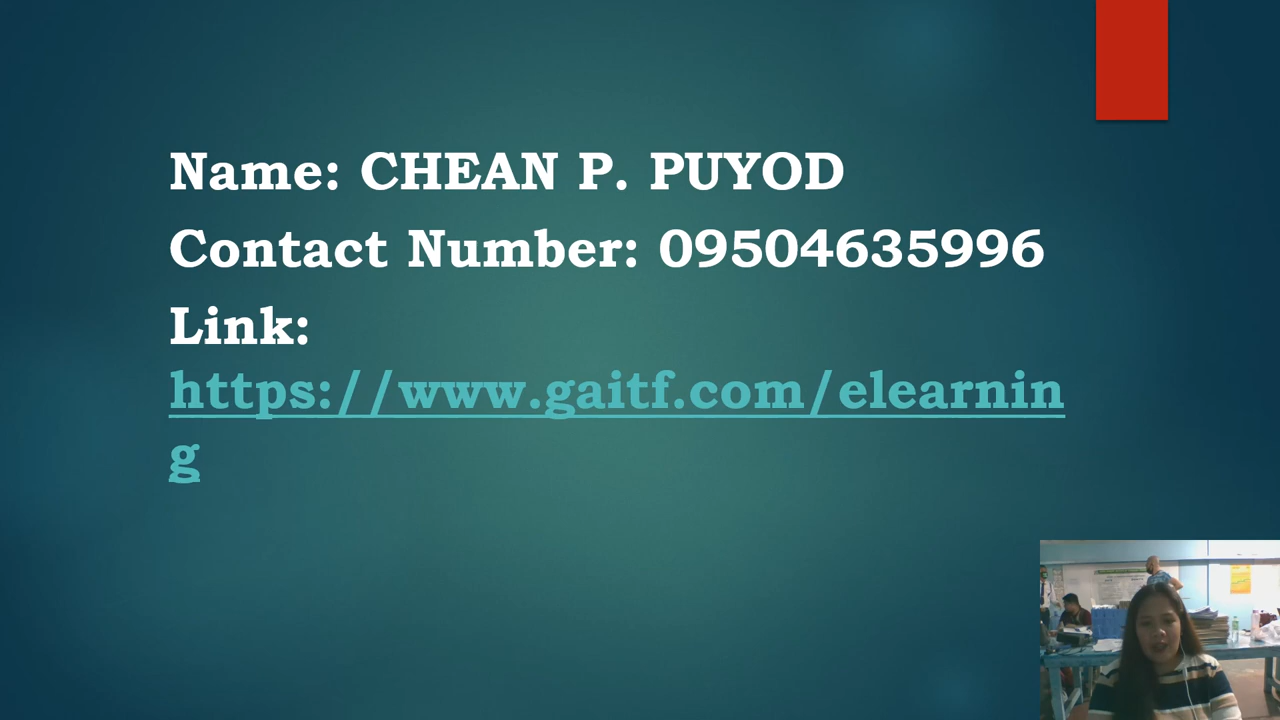 Name: CHEAN P. PUYOD
Contact Number: 09504635996
Link:
https://www.gaitf.com/elearnin
g